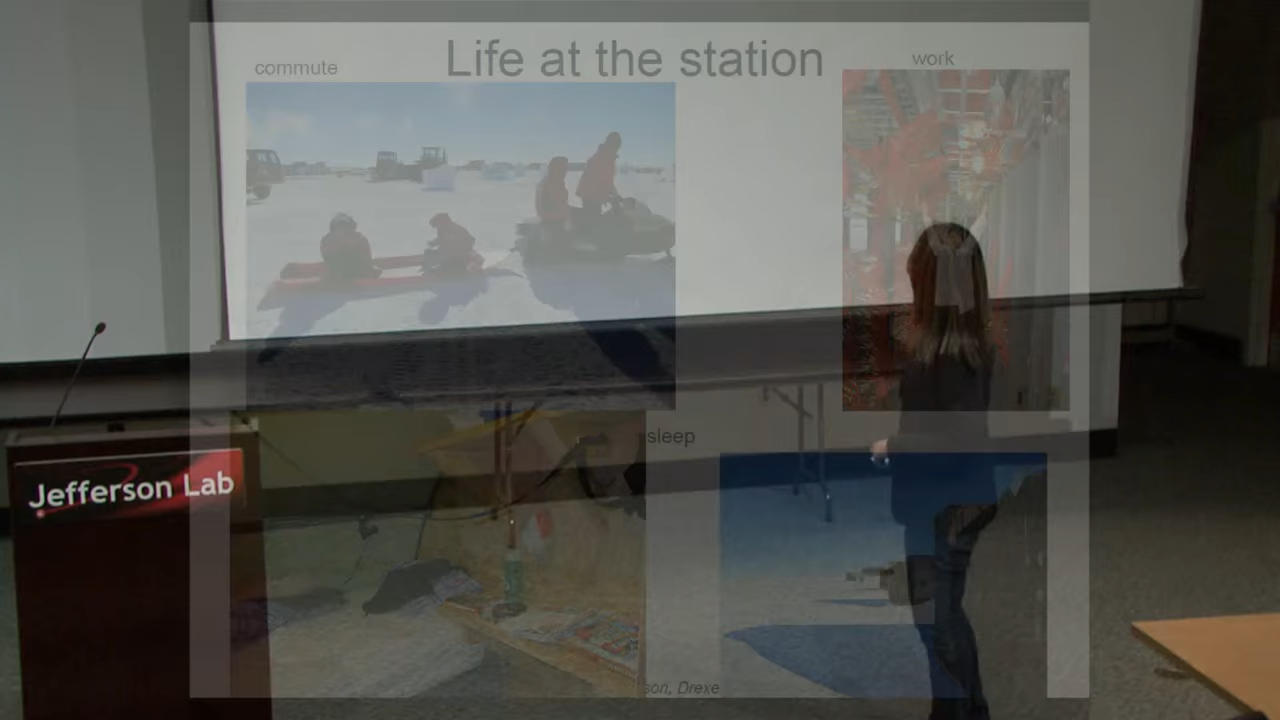 Life at the station
commute
work
sleep
Jefferson Lab
son, Drexe